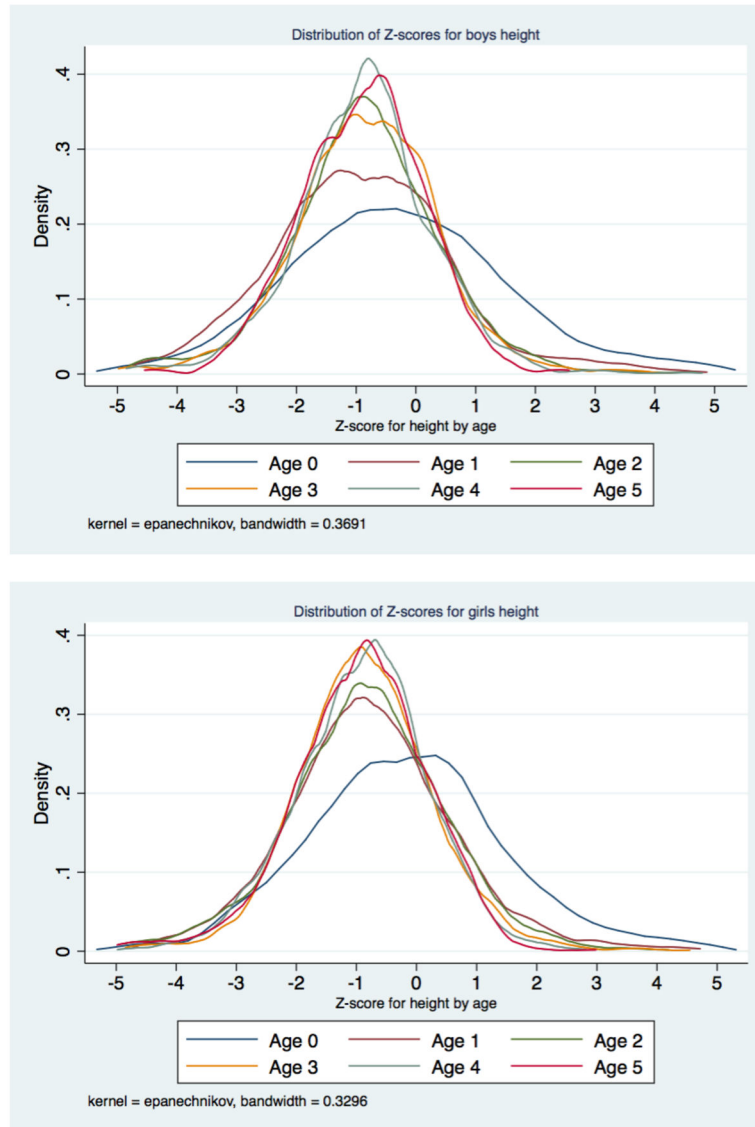 Distribution of Z-scores for boys height
Density
.4
.3
.2
.1
0
-5 -4 -3 -2 -1 0 1 2 3 4 5
Z-score for height by age
Age 0 Age 1 Age 2
Age 3 Age 4 Age 5
kernel = epanechnikov, bandwidth = 0.3691
Distribution of Z-scores for girls height
Density
.4
.3
.2
.1
0
-5 -4 -3 -2 -1 0 1 2 3 4 5
Z-score for height by age
Age 0 Age 1 Age 2
Age 3 Age 4 Age 5
kernel = epanechnikov, bandwidth = 0.3296